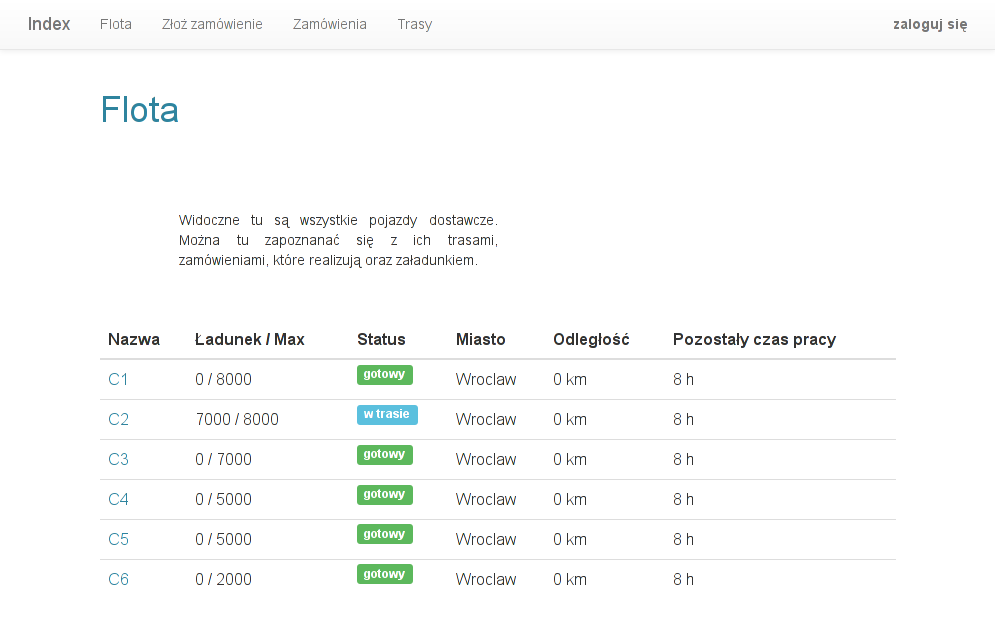 Index Flota Złoż zamówienie Zamówienia Trasy zaloguj się
Flota
Widoczne tu są wszystkie pojazdy dostawcze.
Można tu zapoznanać się z ich trasami,
zamówieniami, które realizują oraz załadunkiem.
Nazwa Ładunek / Max Status Miasto Odległość Pozostały czas pracy
C1 0 / 8000 gotowy Wroclaw 0 km 8 h
C2 7000 / 8000 w trasie Wroclaw 0 km 8 h
C3 0 / 7000 gotowy Wroclaw 0 km 8 h
C4 0 / 5000 gotowy Wroclaw 0 km 8 h
C5 0 / 5000 gotowy Wroclaw 0 km 8 h
C6 0 / 2000 gotowy Wroclaw 0 km 8 h